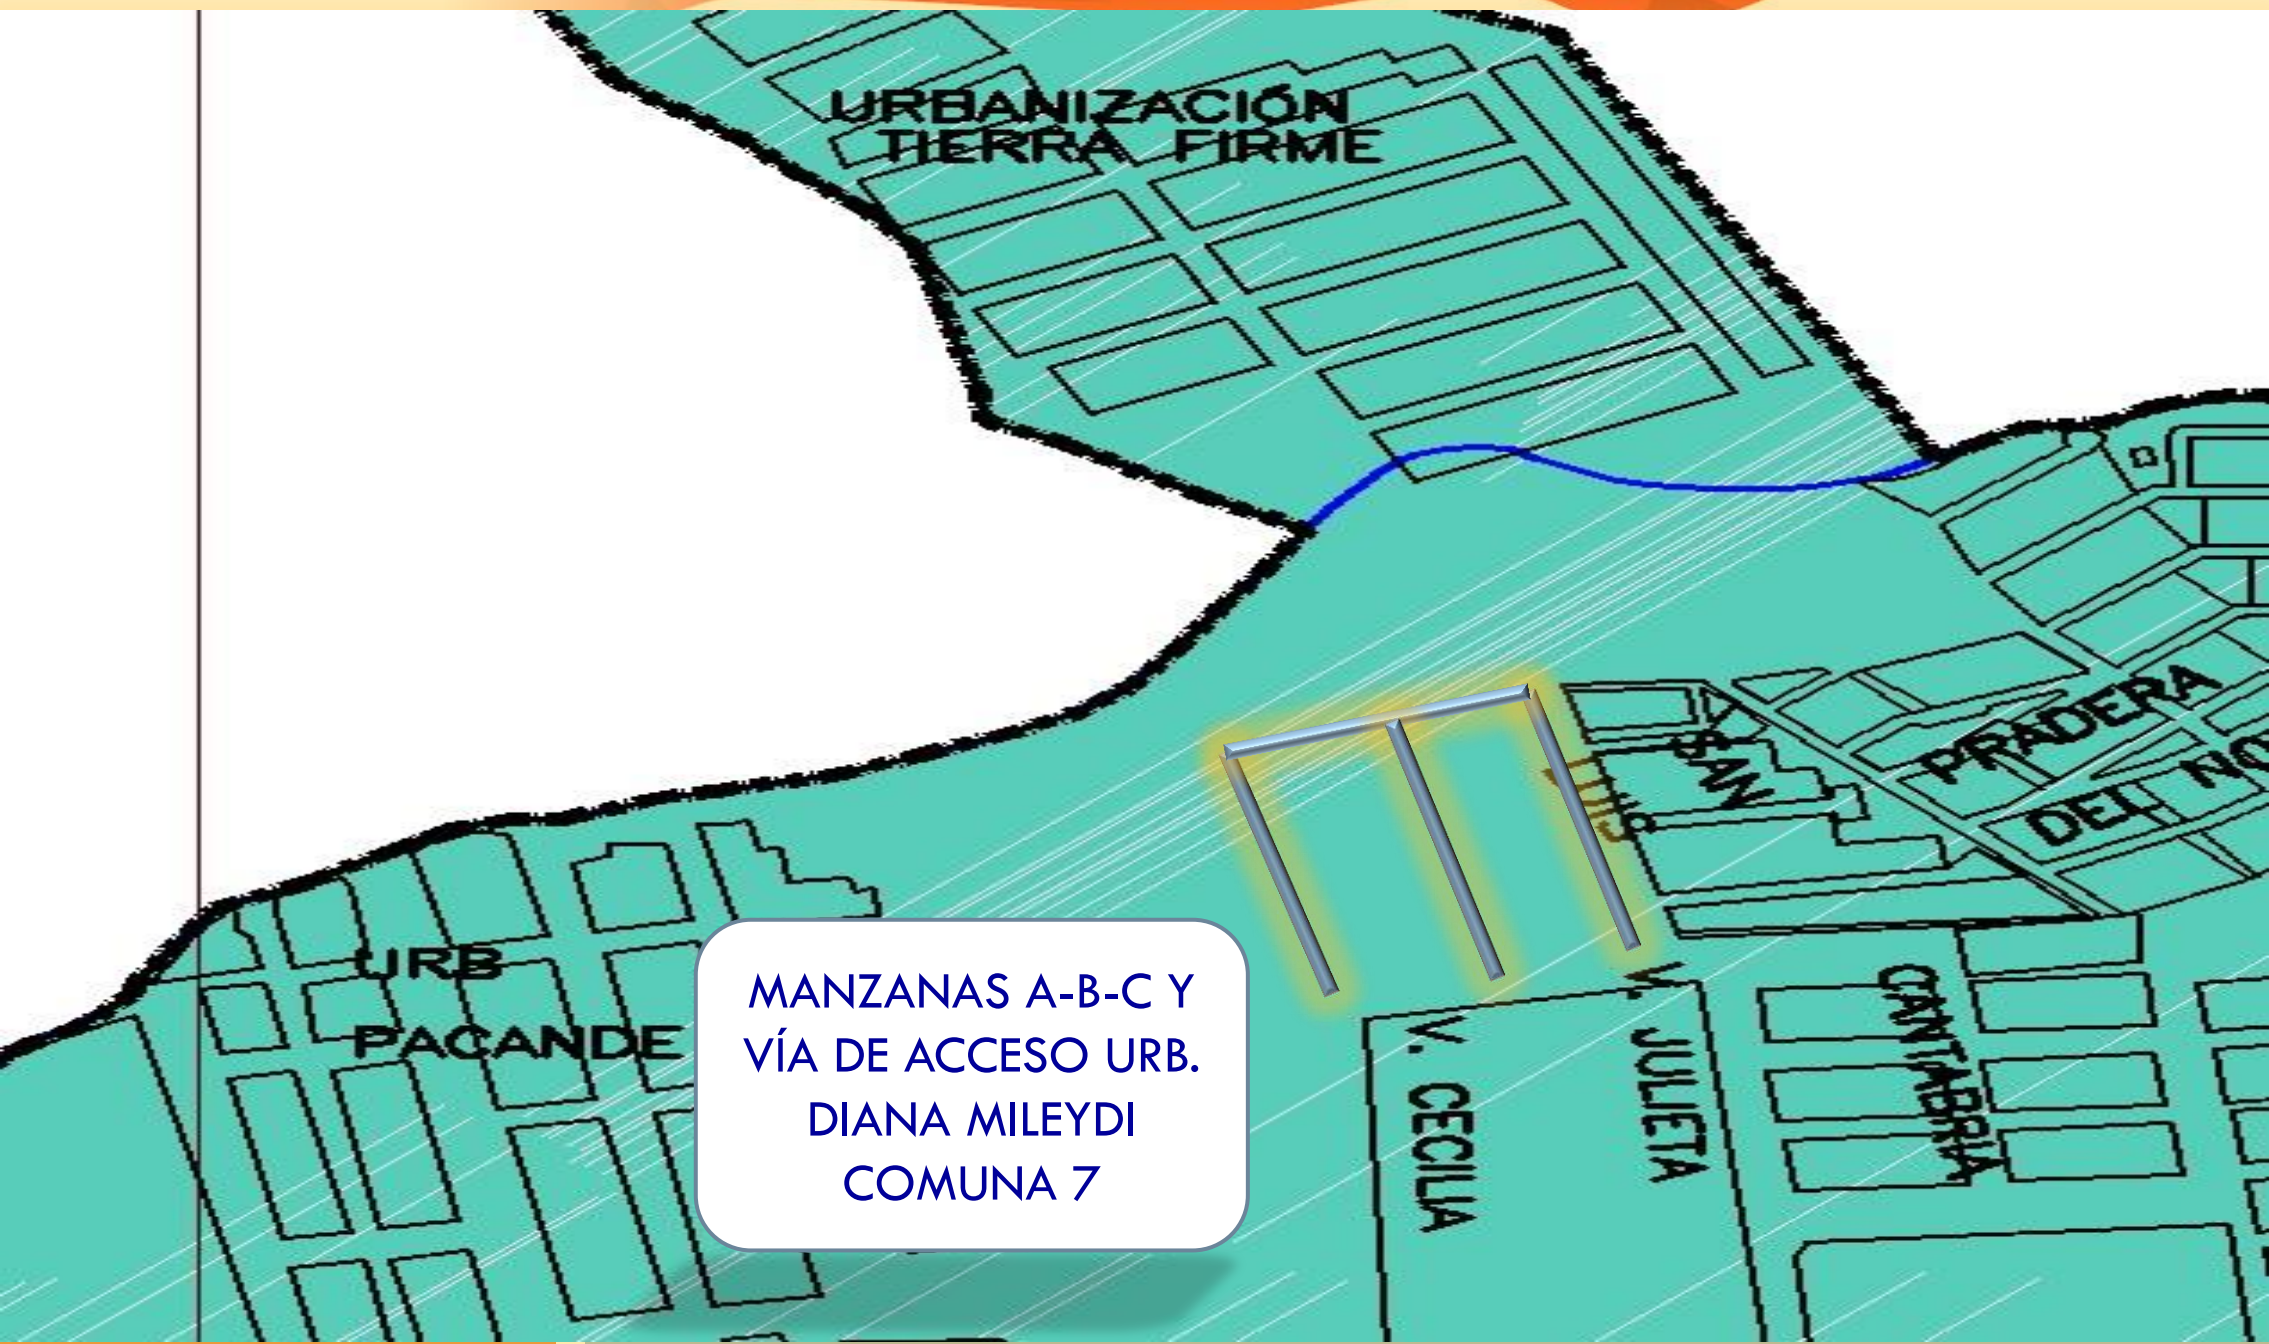 URBANIZACIÓN
TIERRA FIRME
PRADERA
DEL
SAN
LUIS
URB
PACANDE
MANZANAS A-B-C Y
VÍA DE ACCESO URB.
DIANA MILEYDI
COMUNA 7
V. CECILIA
V. JULIETA
CANTABRIA